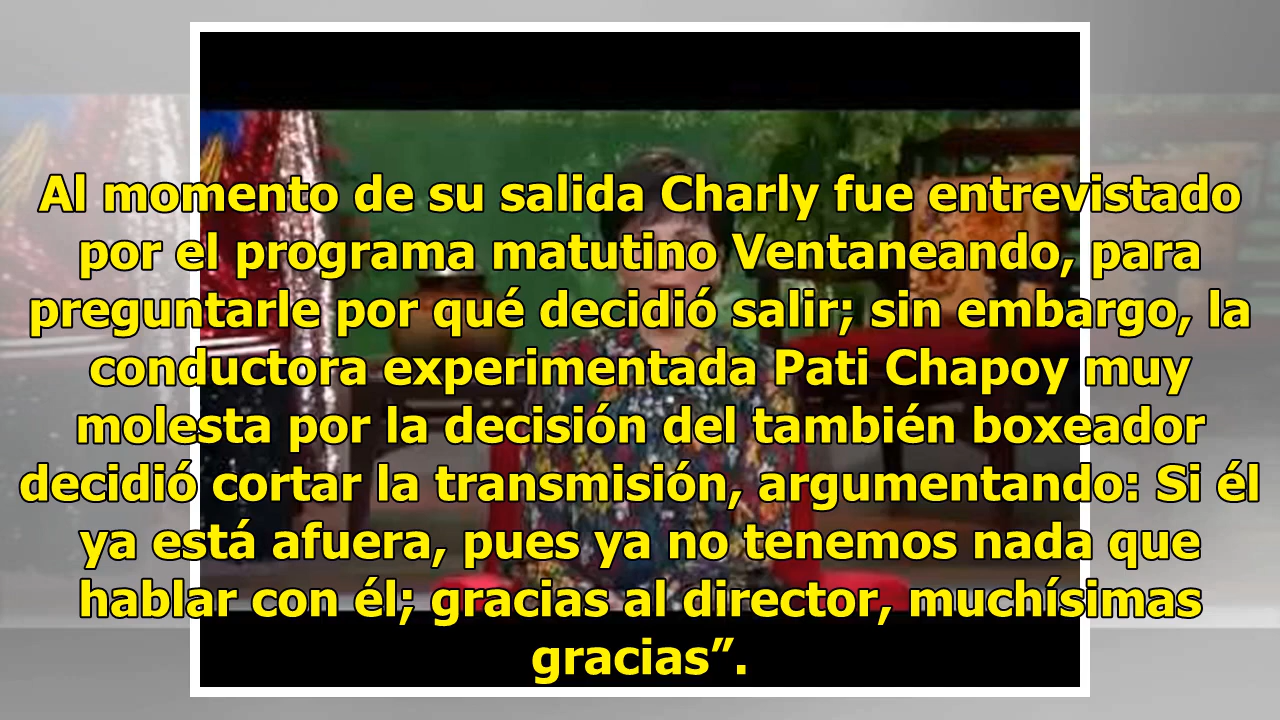 Al momento de su salida Charly fue entrevistado
por el programa matutino Ventaneando, para
preguntarle por qué decidió salir; sin embargo, la
conductora experimentada Pati Chapoy muy
molesta por la decisión del también boxeador
decidió cortar la transmisión, argumentando: Si él
ya está afuera, pues ya no tenemos nada que
hablar con él; gracias al director, muchísimas
gracias”.